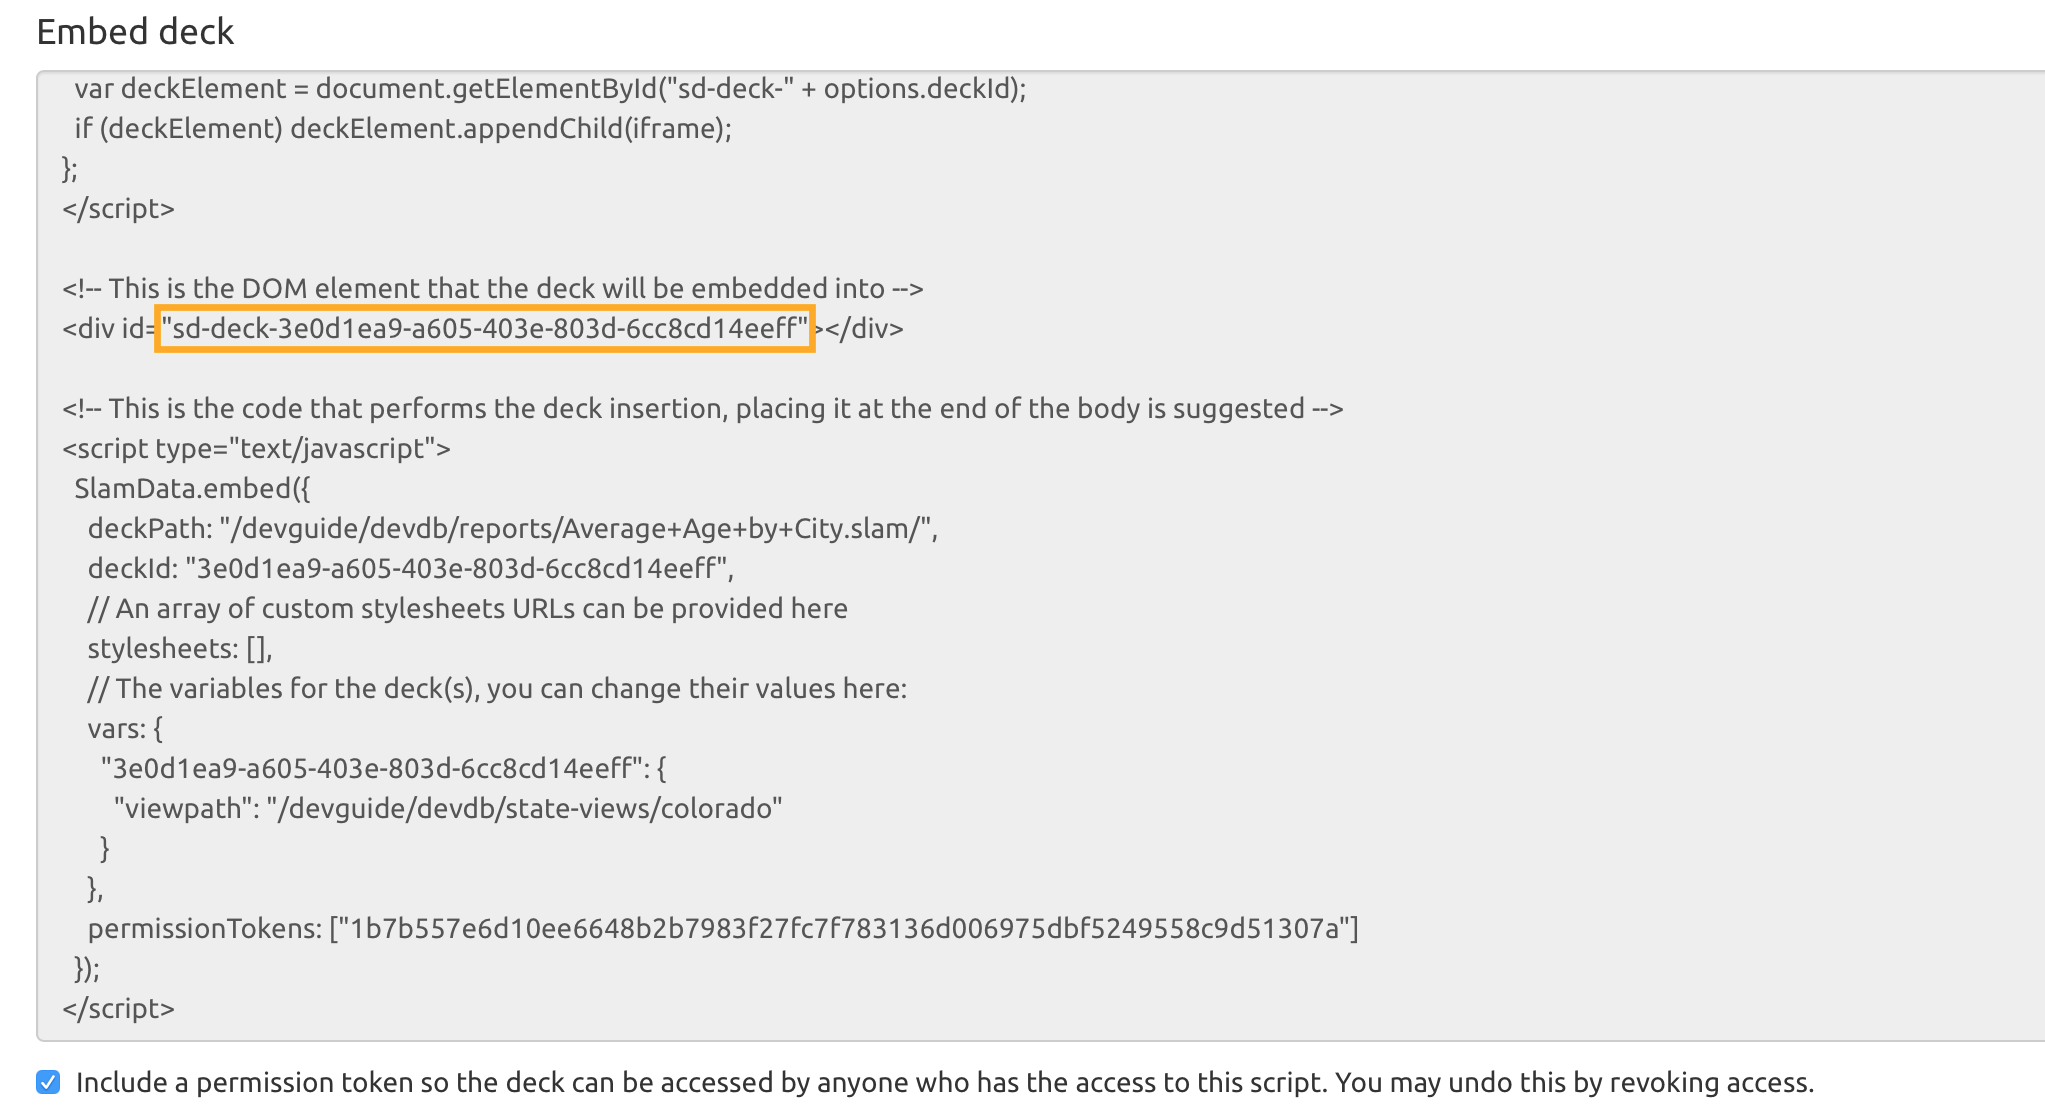 Embed deck
var deckElement = document.getElementById("sd-deck-" + options.deckId);
if (deckElement) deckElement.appendChild(iframe);
};
</script>
<!-- This is the DOM element that the deck will be embedded into -->
<div id="sd-deck-3e0d1ea9-a605-403e-803d-6cc8cd14eeff"></div>
<!-- This is the code that performs the deck insertion, placing it at the end of the body is suggested -->
<script type="text/javascript">
SlamData.embed({
deckPath: "/devguide/devdb/reports/Average+Age+by+City.slam/",
deckId: "3e0d1ea9-a605-403e-803d-6cc8cd14eeff",
// An array of custom stylesheets URLs can be provided here
stylesheets: [],
// The variables for the deck(s), you can change their values here:
vars: {
"3e0d1ea9-a605-403e-803d-6cc8cd14eeff": {
"viewpath": "/devguide/devdb/state-views/colorado"
}
},
permissionTokens: ["1b7b557e6d10ee6648b2b7983f27fc7f783136d006975dbf5249558c9d51307a"]
});
</script>
Include a permission token so the deck can be accessed by anyone who has the access to this script. You may undo this by revoking access.